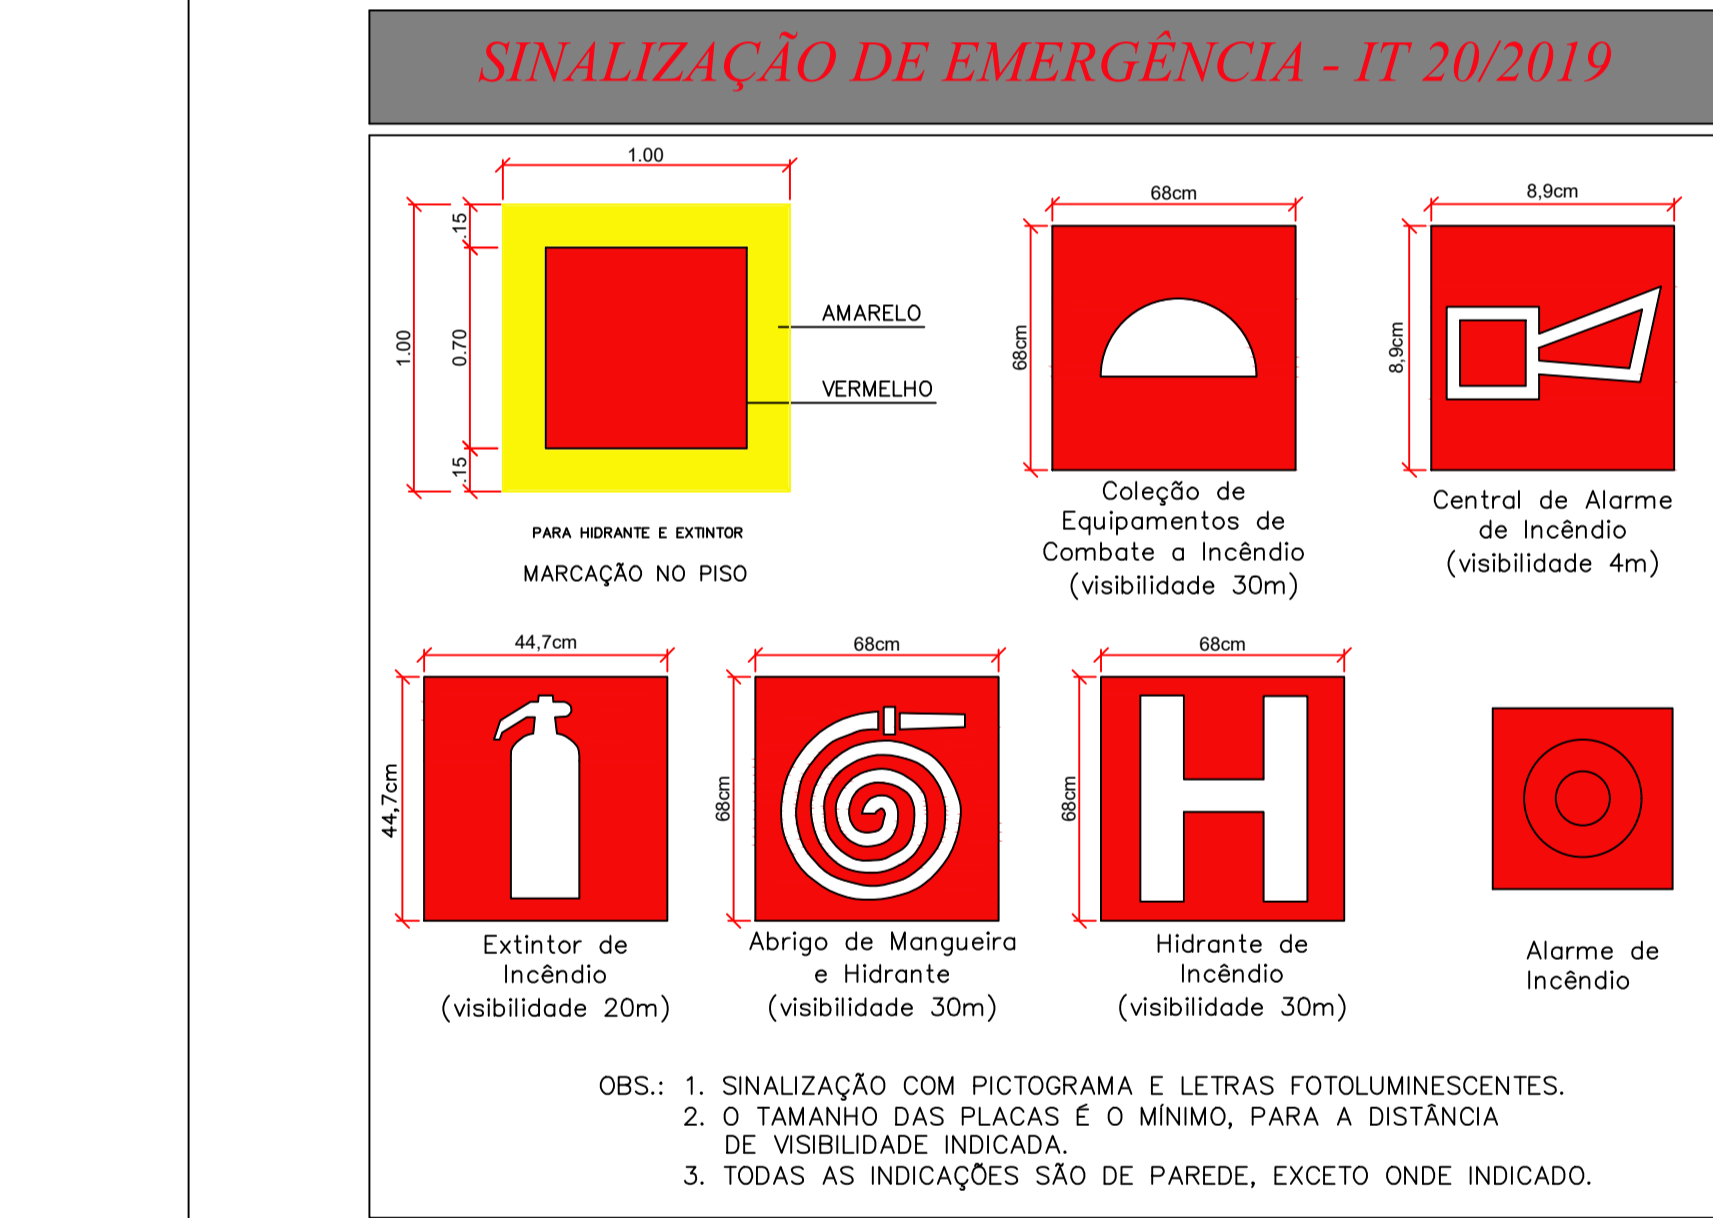 SINALIZAÇÃO DE EMERGÊNCIA - IT 20/2019
1.00
1.00
.15
0.70
.15
AMARELO
VERMELHO
PARA HIDRANTE E EXTINTOR
MARCAÇÃO NO PISO
68cm
68cm
Coleção de
Equipamentos de
Combate a Incêndio
(visibilidade 30m)
8,9cm
8,9cm
Central de Alarme
de Incêndio
(visibilidade 4m)
44,7cm
44,7cm
Extintor de
Incêndio
(visibilidade 20m)
68cm
68cm
Abrigo de Mangueira
e Hidrante
(visibilidade 30m)
68cm
68cm
H
Hidrante de
Incêndio
(visibilidade 30m)
Alarme de
Incêndio
OBS.: 1. SINALIZAÇÃO COM PICTOGRAMA E LETRAS FOTOLUMINESCENTES.
2. O TAMANHO DAS PLACAS É O MÍNIMO, PARA A DISTÂNCIA
DE VISIBILIDADE INDICADA.
3. TODAS AS INDICAÇÕES SÃO DE PAREDE, EXCETO ONDE INDICADO.